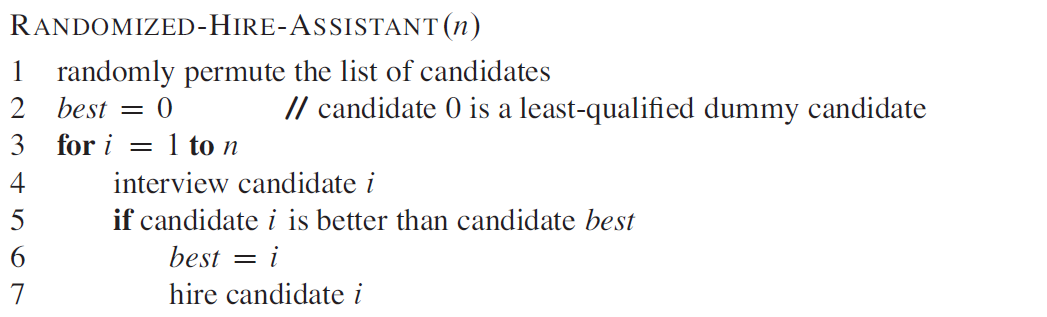 RANDOMIZED-HIRE-ASSISTANT(n)
1 randomly permute the list of candidates
2 best = 0 // candidate 0 is a least-qualified dummy candidate
3 for i = 1 to n
4 interview candidate i
5 if candidate i is better than candidate best
6 best = i
7 hire candidate i